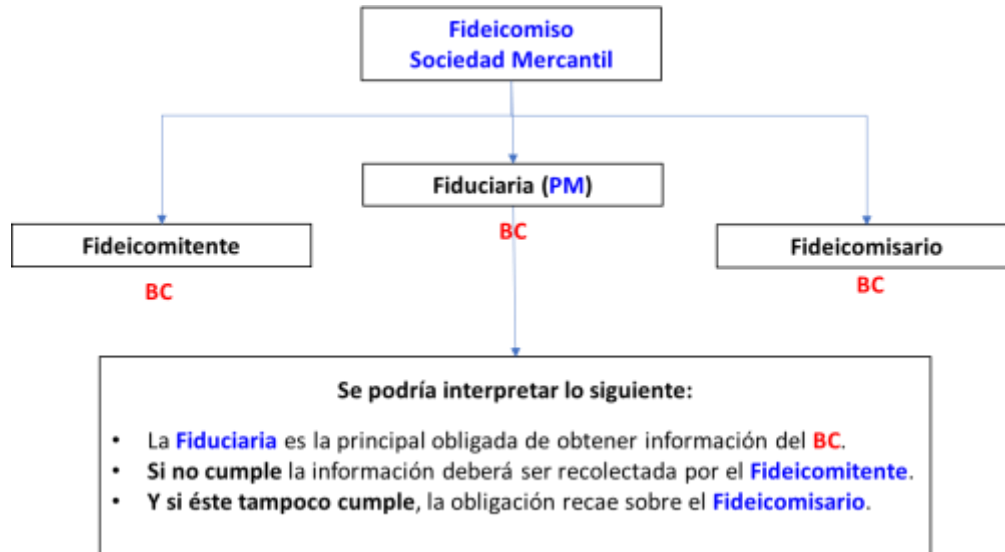 Fideicomiso
Sociedad Mercantil
Fiduciaria (PM)
BC
Fideicomitente
BC
Fideicomisario
BC
Se podría interpretar lo siguiente:
• La Fiduciaria es la principal obligada de obtener información del BC.
• Si no cumple la información deberá ser recolectada por el Fideicomitente.
• Y si éste tampoco cumple, la obligación recae sobre el Fideicomisario.